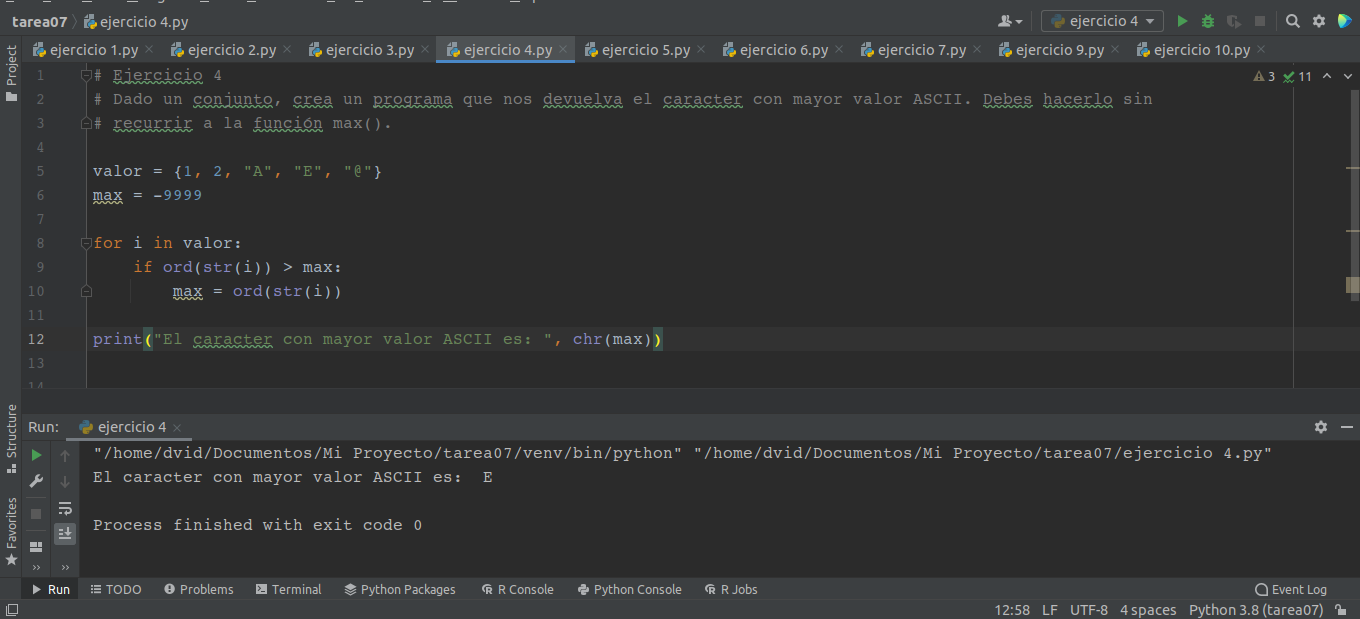 tarea07 ejercicio 4.py ejercicio 4
ejercicio 1.py ejercicio 2.py ejercicio 3.py ejercicio 4.py ejercicio 5.py ejercicio 6.py ejercicio 7.py ejercicio 9.py ejercicio 10.py
Project
3 11
1 # Ejercicio 4
2 # Dado un conjunto, crea un programa que nos devuelva el caracter con mayor valor ASCII. Debes hacerlo sin
3 # recurrir a la función max().
4
5 valor = {1, 2, "A", "E", "@"}
6 max = -9999
7
8 for i in valor:
9 if ord(str(i)) > max:
10 max = ord(str(i))
11
12 print("El caracter con mayor valor ASCII es: ", chr(max))
13
14
Structure
Favorites
Run: ejercicio 4
"/home/dvid/Documentos/Mi Proyecto/tarea07/venv/bin/python" "/home/dvid/Documentos/Mi Proyecto/tarea07/ejercicio 4.py"
El caracter con mayor valor ASCII es:  E
Process finished with exit code 0
Run TODO Problems Terminal Python Packages R Console Python Console R Jobs Event Log
12:58 LF UTF-8 4 spaces Python 3.8 (tarea07)